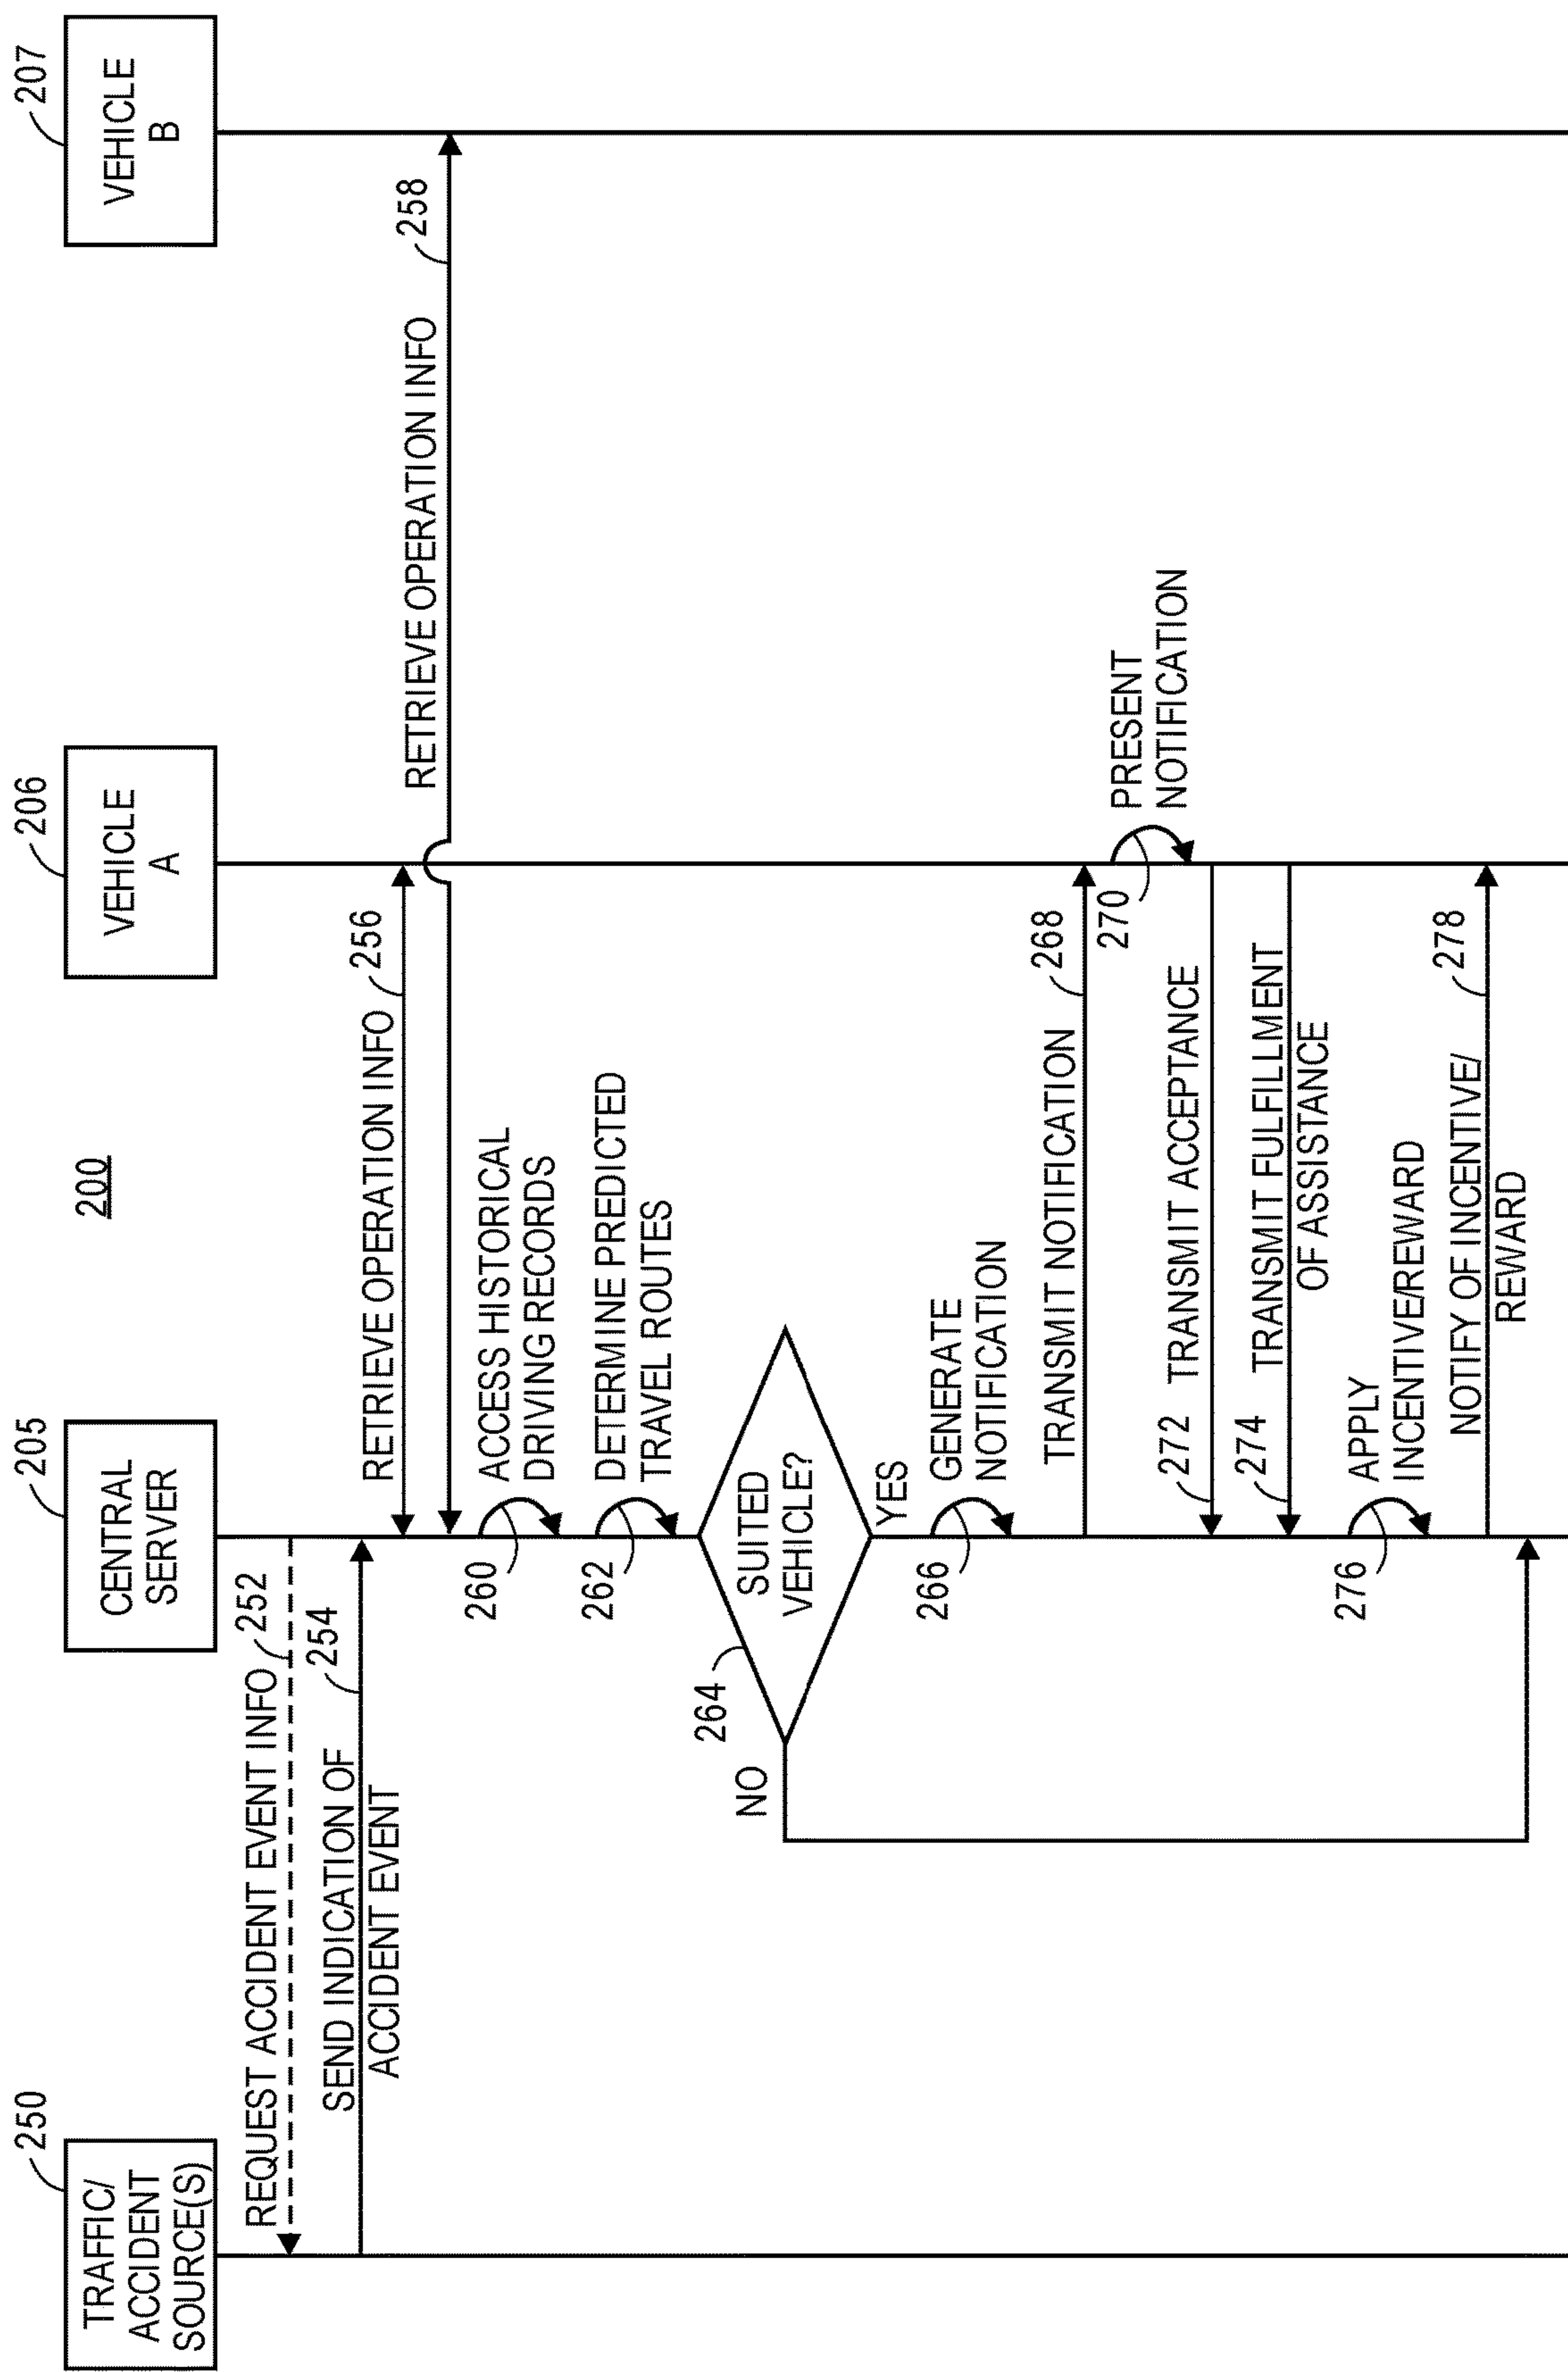 200
250
TRAFFIC/
ACCIDENT
SOURCE(S)
205
CENTRAL
SERVER
206
VEHICLE
A
207
VEHICLE
B
REQUEST ACCIDENT EVENT INFO
252
SEND INDICATION OF
ACCIDENT EVENT
254
RETRIEVE OPERATION INFO
256
RETRIEVE OPERATION INFO
258
ACCESS HISTORICAL
DRIVING RECORDS
260
DETERMINE PREDICTED
TRAVEL ROUTES
262
264
SUITED
VEHICLE?
NO
YES
GENERATE
NOTIFICATION
266
TRANSMIT NOTIFICATION
268
PRESENT
NOTIFICATION
270
272
TRANSMIT ACCEPTANCE
274
TRANSMIT FULFILLMENT
OF ASSISTANCE
APPLY
INCENTIVE/REWARD
276
NOTIFY OF INCENTIVE/
REWARD
278